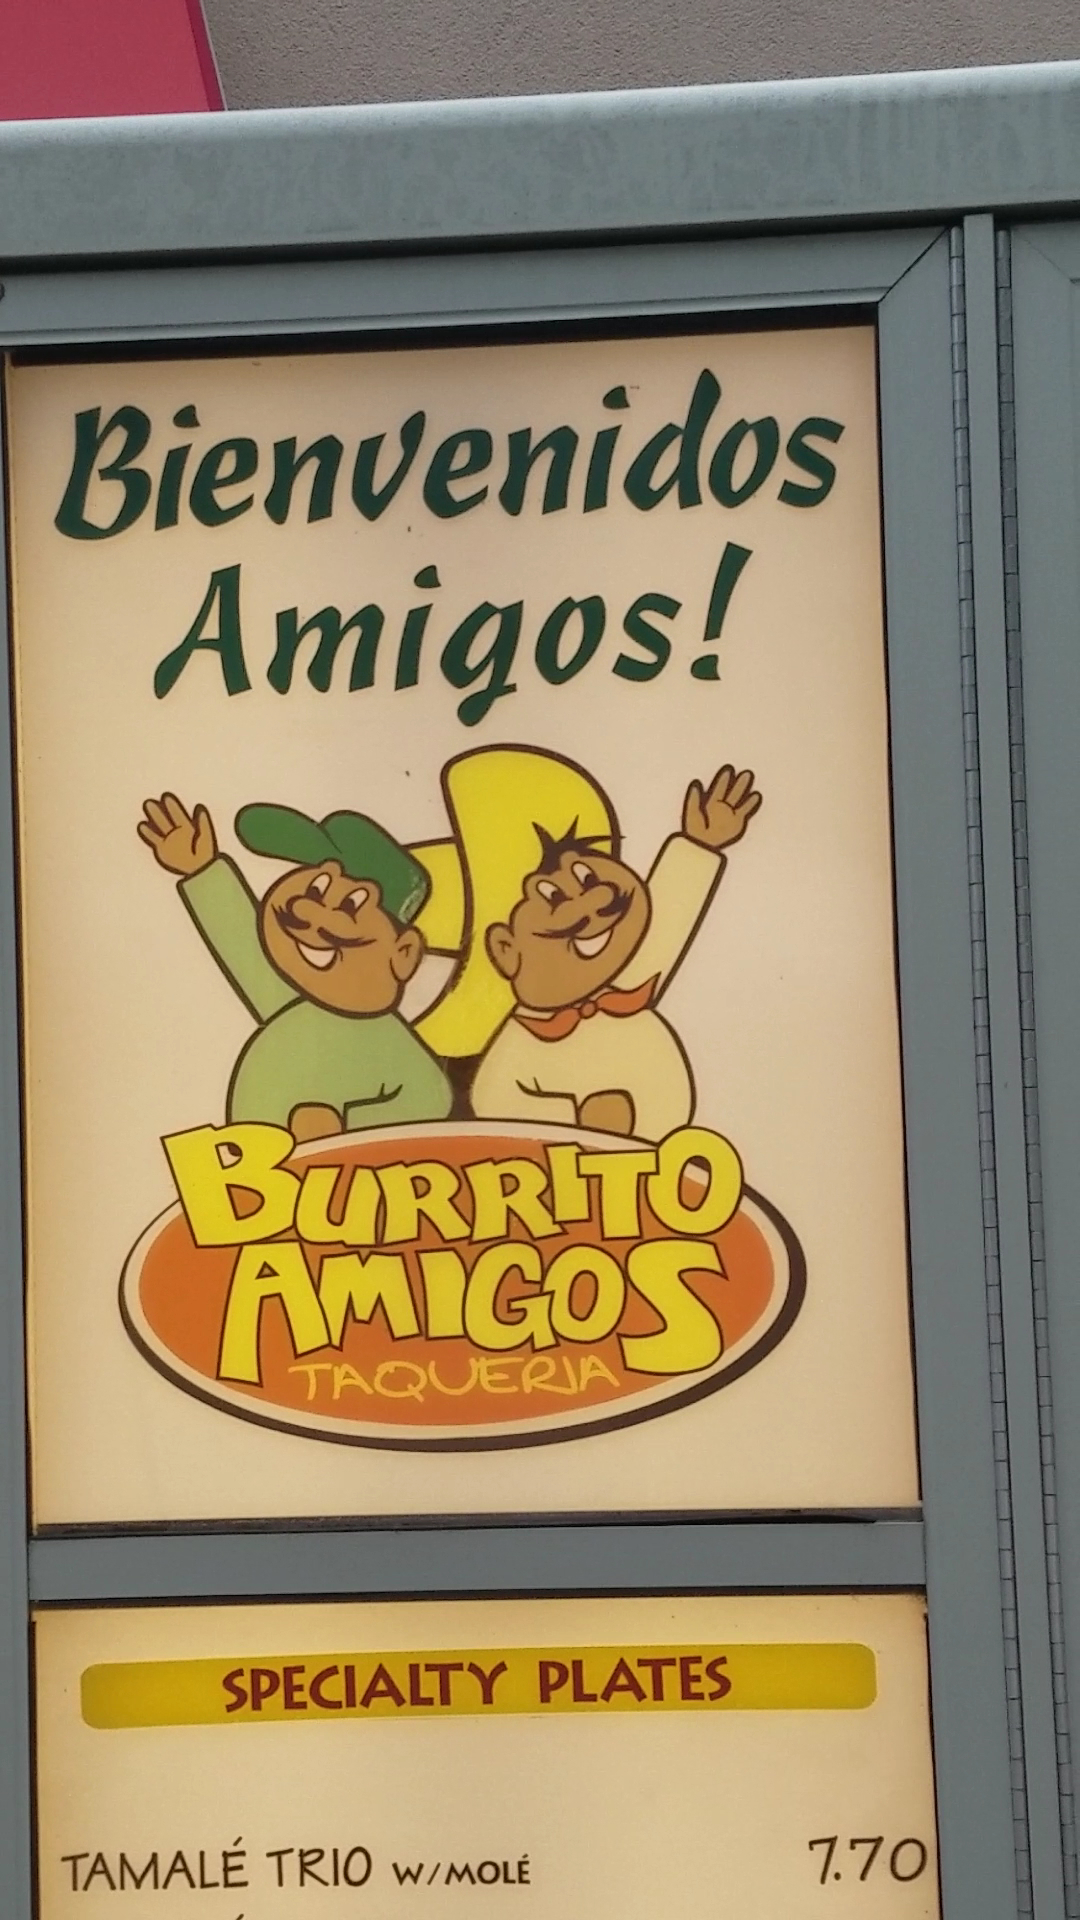 Bienvenidos
Amigos!
BURRITO
AMIGOS
TAQUERIA
SPECIALTY PLATES
TAMALÉ TRIO W/MOLÉ 7.70